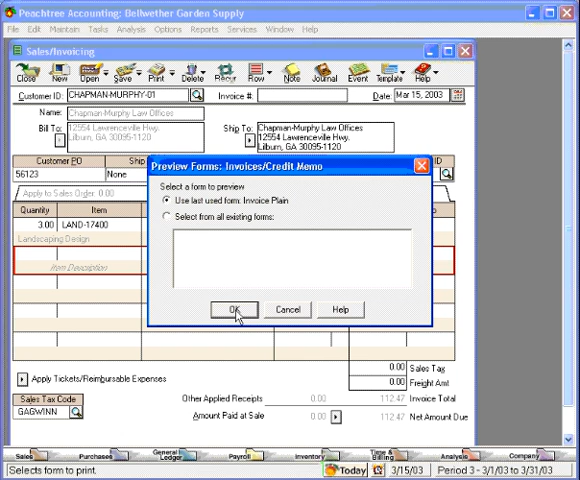 Peachtree Accounting: Bellwether Garden Supply
File Edit Maintain Tasks Analysis Options Reports Services Window Help
Sales/Invoicing
Close New Open Save Print Delete Recur Row Note Journal Event Template Help
Customer ID: CHAPMAN-MURPHY-01 Invoice #: Date: Mar 15, 2003
Name: Chapman-Murphy Law Offices
Bill To: 12554 Lawrenceville Hwy. Ship To: Chapman-Murphy Law Offices
Lilburn, GA 30095-1120 12554 Lawrenceville Hwy.
Lilburn, GA 30095-1120
Customer PO Ship ID
56123 None
Apply to Sales Order: 0.00
Quantity Item
3.00 LAND-17400
Landscaping Design
Item Description
Preview Forms: Invoices/Credit Memo
Select a form to preview
Use last used form: Invoice Plain
Select from all existing forms:
OK Cancel Help
0.00 Sales Tax
0.00 Freight Amt
Apply Tickets/Reimbursable Expenses
Sales Tax Code Other Applied Receipts 0.00 112.47 Invoice Total
GAGWINN Amount Paid at Sale 0.00 112.47 Net Amount Due
Sales Purchases General Ledger Payroll Inventory Time & Billing Analysis Company
Selects form to print. Today 3/15/03 Period 3 - 3/1/03 to 3/31/03